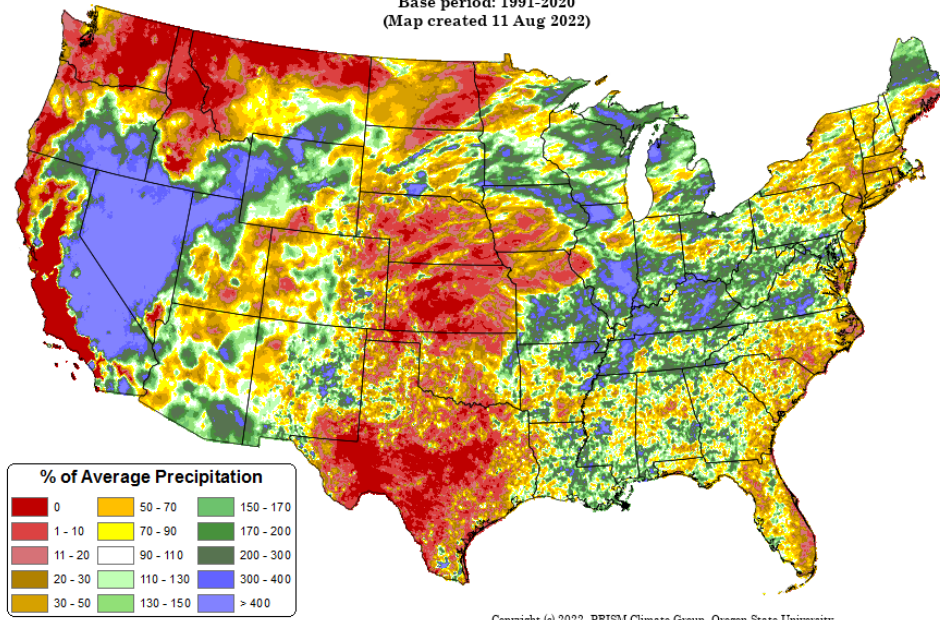 Base period: 1991-2020
(Map created 11 Aug 2022)
% of Average Precipitation
0
1 - 10
11 - 20
20 - 30
30 - 50
50 - 70
70 - 90
90 - 110
110 - 130
130 - 150
150 - 170
170 - 200
200 - 300
300 - 400
> 400
Copyright (c) 2022, PRISM Climate Group, Oregon State University